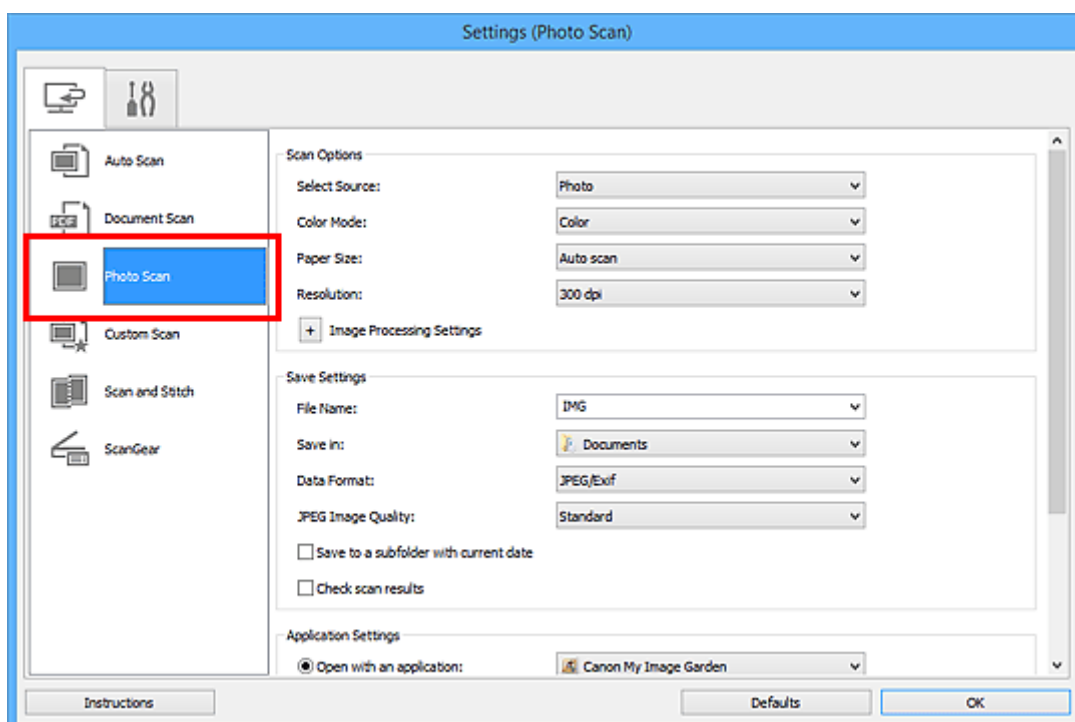 Settings (Photo Scan)
Auto Scan
Document Scan
PDF
Photo Scan
Custom Scan
Scan and Stitch
ScanGear
Scan Options
Select Source: Photo
Color Mode: Color
Paper Size: Auto scan
Resolution: 300 dpi
+ Image Processing Settings
Save Settings
File Name: IMG
Save in: Documents
Data Format: JPEG/Exif
JPEG Image Quality: Standard
Save to a subfolder with current date
Check scan results
Application Settings
Open with an application: Canon My Image Garden
Instructions Defaults OK